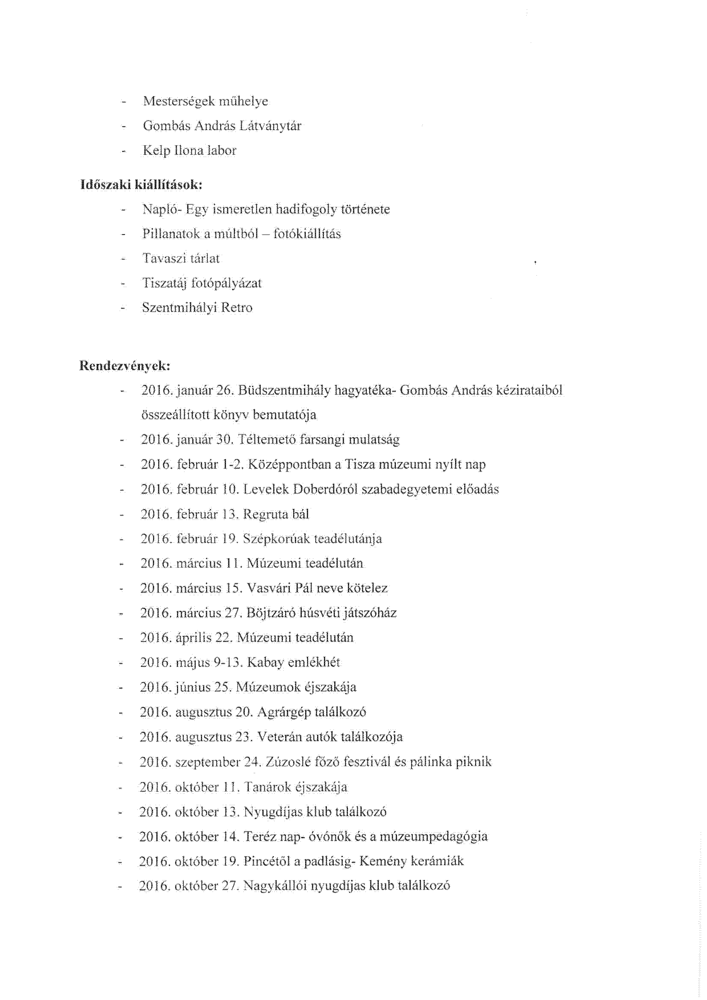 - Mesterségek műhelye
- Gombás András Látványtár
- Kelp Ilona labor
Időszaki kiállítások:
- Napló- Egy ismeretlen hadifogoly története
- Pillanatok a múltból – fotókiállítás
- Tavaszi tárlat
- Tiszatáj fotópályázat
- Szentmihályi Retro
Rendezvények:
- 2016. január 26. Büdszentmihály hagyatéka- Gombás András kézirataiból
összeállított könyv bemutatója
- 2016. január 30. Téltemető farsangi mulatság
- 2016. február 1-2. Középpontban a Tisza múzeumi nyílt nap
- 2016. február 10. Levelek Doberdóról szabadegyetemi előadás
- 2016. február 13. Regruta bál
- 2016. február 19. Szépkorúak teadélutánja
- 2016. március 11. Múzeumi teadélután
- 2016. március 15. Vasvári Pál neve kötelez
- 2016. március 27. Böjtzáró húsvéti játszóház
- 2016. április 22. Múzeumi teadélután
- 2016. május 9-13. Kabay emlékhét
- 2016. június 25. Múzeumok éjszakája
- 2016. augusztus 20. Agrárgép találkozó
- 2016. augusztus 23. Veterán autók találkozója
- 2016. szeptember 24. Zúzoslé főző fesztivál és pálinka piknik
- 2016. október 11. Tanárok éjszakája
- 2016. október 13. Nyugdíjas klub találkozó
- 2016. október 14. Teréz nap- óvónők és a múzeumpedagógia
- 2016. október 19. Pincétől a padlásig- Kemény kerámiák
- 2016. október 27. Nagykállói nyugdíjas klub találkozó